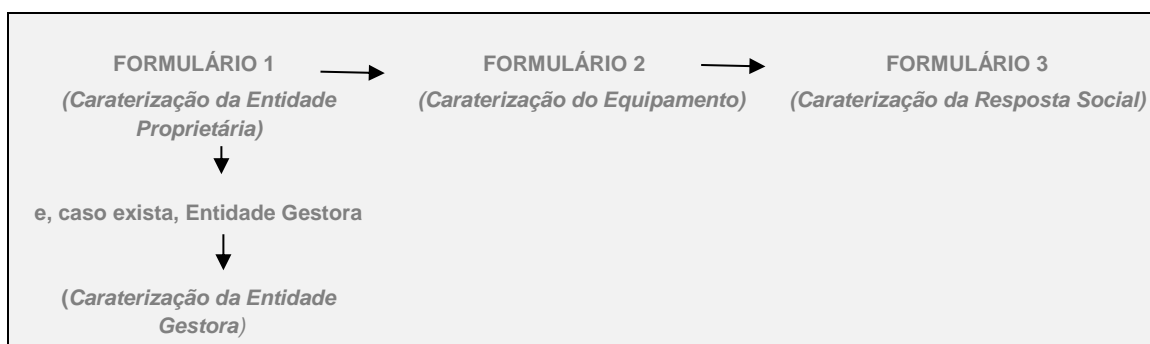 FORMULÁRIO 1
(Caraterização da Entidade
Proprietária)
e, caso exista, Entidade Gestora
(Caraterização da Entidade
Gestora)
FORMULÁRIO 2
(Caraterização do Equipamento)
FORMULÁRIO 3
(Caraterização da Resposta Social)